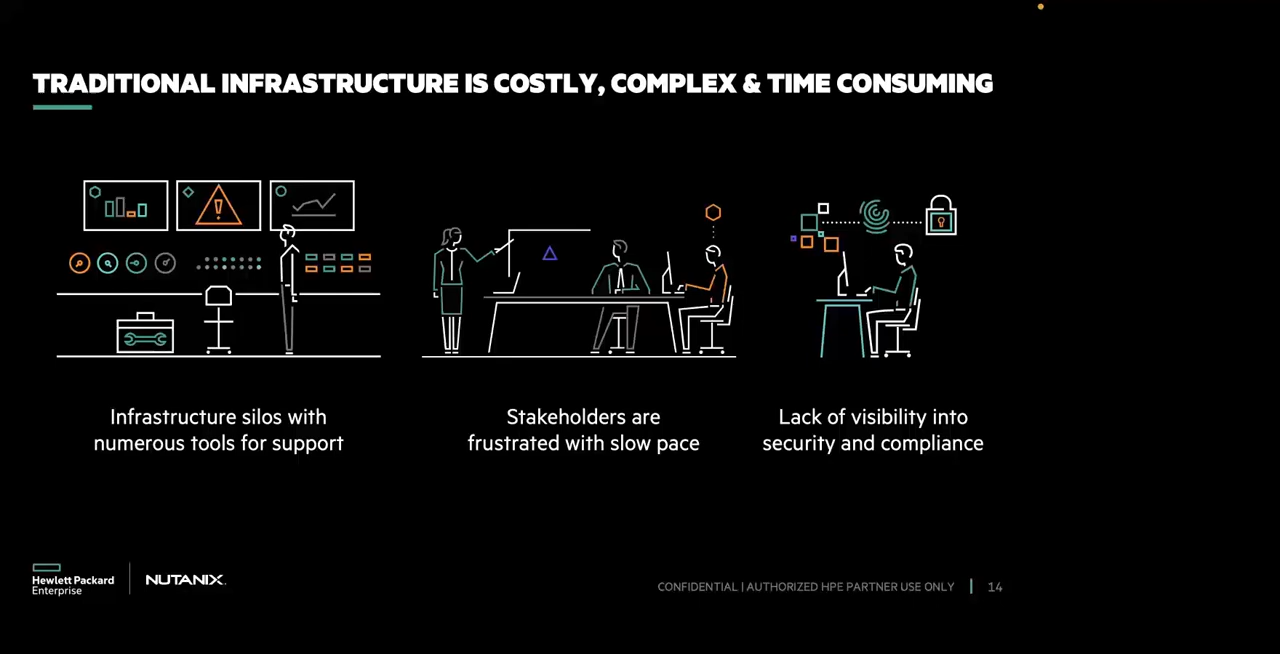 TRADITIONAL INFRASTRUCTURE IS COSTLY, COMPLEX & TIME CONSUMING
Infrastructure silos with
numerous tools for support
Stakeholders are
frustrated with slow pace
Lack of visibility into
security and compliance
Hewlett Packard
Enterprise
NUTANIX.
CONFIDENTIAL | AUTHORIZED HPE PARTNER USE ONLY | 14